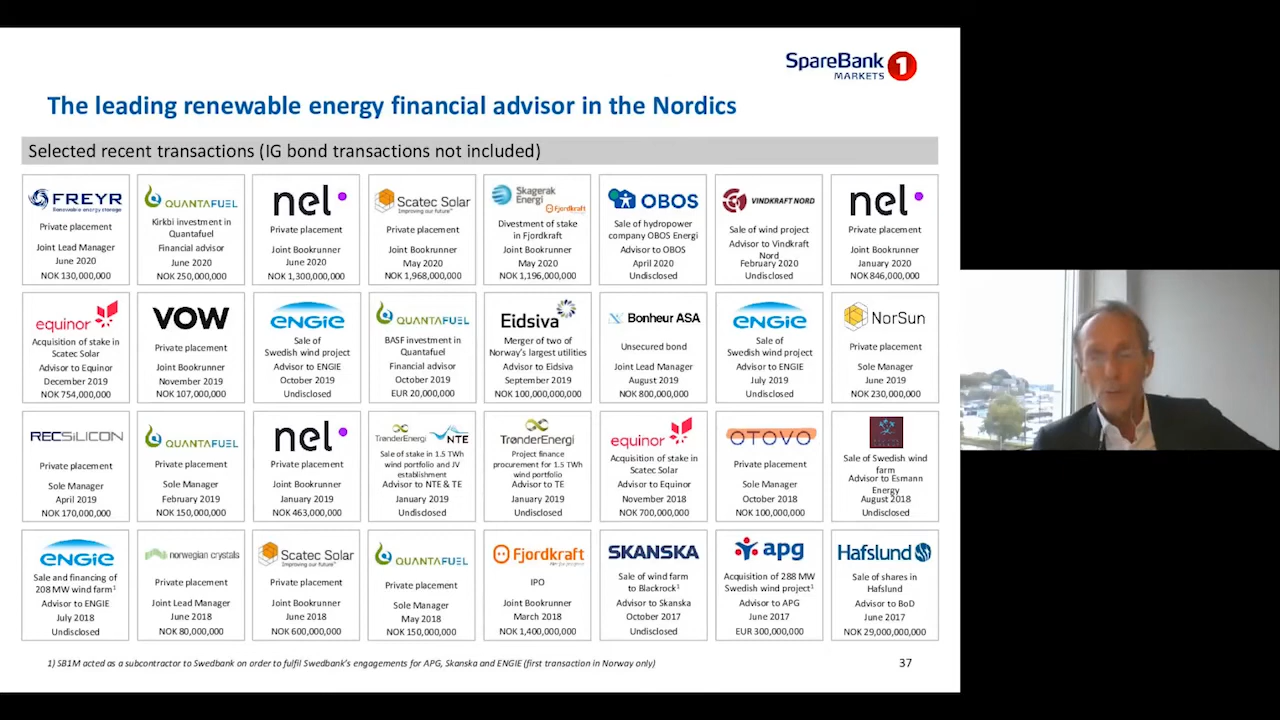 SpareBank 1
MARKETS
The leading renewable energy financial advisor in the Nordics
Selected recent transactions (IG bond transactions not included)
FREYR
Renewable energy storage
Private placement
Joint Lead Manager
June 2020
NOK 130,000,000
QUANTAFUEL
Kirkbi investment in
Quantafuel
Financial advisor
June 2020
NOK 250,000,000
nel
Private placement
Joint Bookrunner
June 2020
NOK 1,300,000,000
Scatec Solar
Improving our future™
Private placement
Joint Bookrunner
May 2020
NOK 1,968,000,000
Skagerak
Energi
Fjordkraft
Divestment of stake
in Fjordkraft
Joint Bookrunner
May 2020
NOK 1,196,000,000
OBOS
Sale of hydropower
company OBOS Energi
Advisor to OBOS
April 2020
Undisclosed
VINDKRAFT NORD
Sale of wind project
Advisor to Vindkraft
Nord
February 2020
Undisclosed
nel
Private placement
Joint Bookrunner
January 2020
NOK 846,000,000
equinor
Acquisition of stake in
Scatec Solar
Advisor to Equinor
December 2019
NOK 754,000,000
VOW
Private placement
Joint Bookrunner
November 2019
NOK 107,000,000
ENGIE
Sale of
Swedish wind project
Advisor to ENGIE
October 2019
Undisclosed
QUANTAFUEL
BASF investment in
Quantafuel
Financial advisor
October 2019
EUR 20,000,000
Eidsiva
Merger of two of
Norway's largest utilities
Advisor to Eidsiva
September 2019
NOK 100,000,000,000
Bonheur ASA
Unsecured bond
Joint Lead Manager
August 2019
NOK 800,000,000
ENGIE
Sale of
Swedish wind project
Advisor to ENGIE
July 2019
Undisclosed
NorSun
Private placement
Sole Manager
June 2019
NOK 230,000,000
RECSILICON
Private placement
Sole Manager
April 2019
NOK 170,000,000
QUANTAFUEL
Private placement
Sole Manager
February 2019
NOK 150,000,000
nel
Private placement
Joint Bookrunner
January 2019
NOK 463,000,000
TRØNDERENERGI NTE
Sale of stake in 1.5 TWh
wind portfolio and JV
establishment
Advisor to NTE & TE
January 2019
Undisclosed
TRØNDERENERGI
Project finance
procurement for 1.5 TWh
wind portfolio
Advisor to TE
January 2019
Undisclosed
equinor
Acquisition of stake in
Scatec Solar
Advisor to Equinor
November 2018
NOK 700,000,000
OTOVO
Private placement
Sole Manager
October 2018
NOK 100,000,000
Sale of Swedish wind
farm
Advisor to Esmann
Energy
August 2018
Undisclosed
ENGIE
Sale and financing of
208 MW wind farm¹
Advisor to ENGIE
July 2018
Undisclosed
norwegian crystals
Private placement
Joint Lead Manager
June 2018
NOK 80,000,000
Scatec Solar
Improving our future™
Private placement
Joint Bookrunner
June 2018
NOK 600,000,000
QUANTAFUEL
Private placement
Sole Manager
May 2018
NOK 150,000,000
Fjordkraft
IPO
Joint Bookrunner
March 2018
NOK 1,400,000,000
SKANSKA
Sale of wind farm
to Blackrock¹
Advisor to Skanska
October 2017
Undisclosed
apg
Acquisition of 288 MW
Swedish wind project¹
Advisor to APG
June 2017
EUR 300,000,000
Hafslund
Sale of shares in
Hafslund
Advisor to BoD
June 2017
NOK 29,000,000,000
1) SB1M acted as a subcontractor to Swedbank on order to fulfil Swedbank's engagements for APG, Skanska and ENGIE (first transaction in Norway only)
37